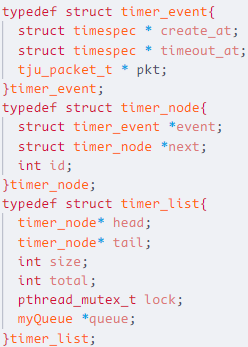 typedef struct timer_event{
struct timespec * create_at;
struct timespec * timeout_at;
tju_packet_t * pkt;
}timer_event;
typedef struct timer_node{
struct timer_event *event;
struct timer_node *next;
int id;
}timer_node;
typedef struct timer_list{
timer_node* head;
timer_node* tail;
int size;
int total;
pthread_mutex_t lock;
myQueue *queue;
}timer_list;